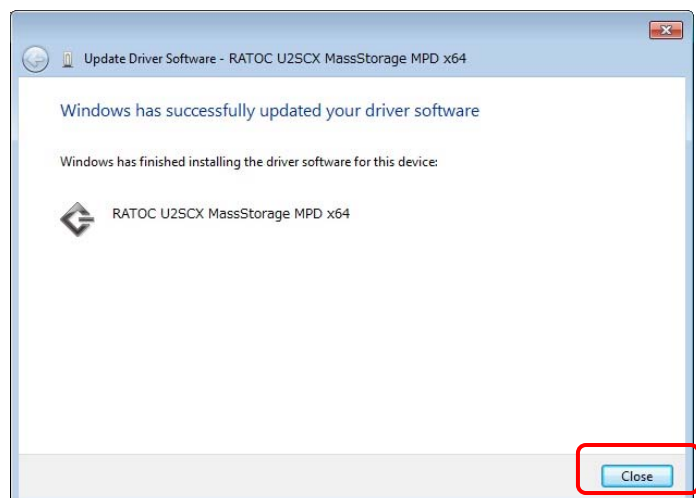 Update Driver Software - RATOC U2SCX MassStorage MPD x64
Windows has successfully updated your driver software
Windows has finished installing the driver software for this device:
RATOC U2SCX MassStorage MPD x64
Close